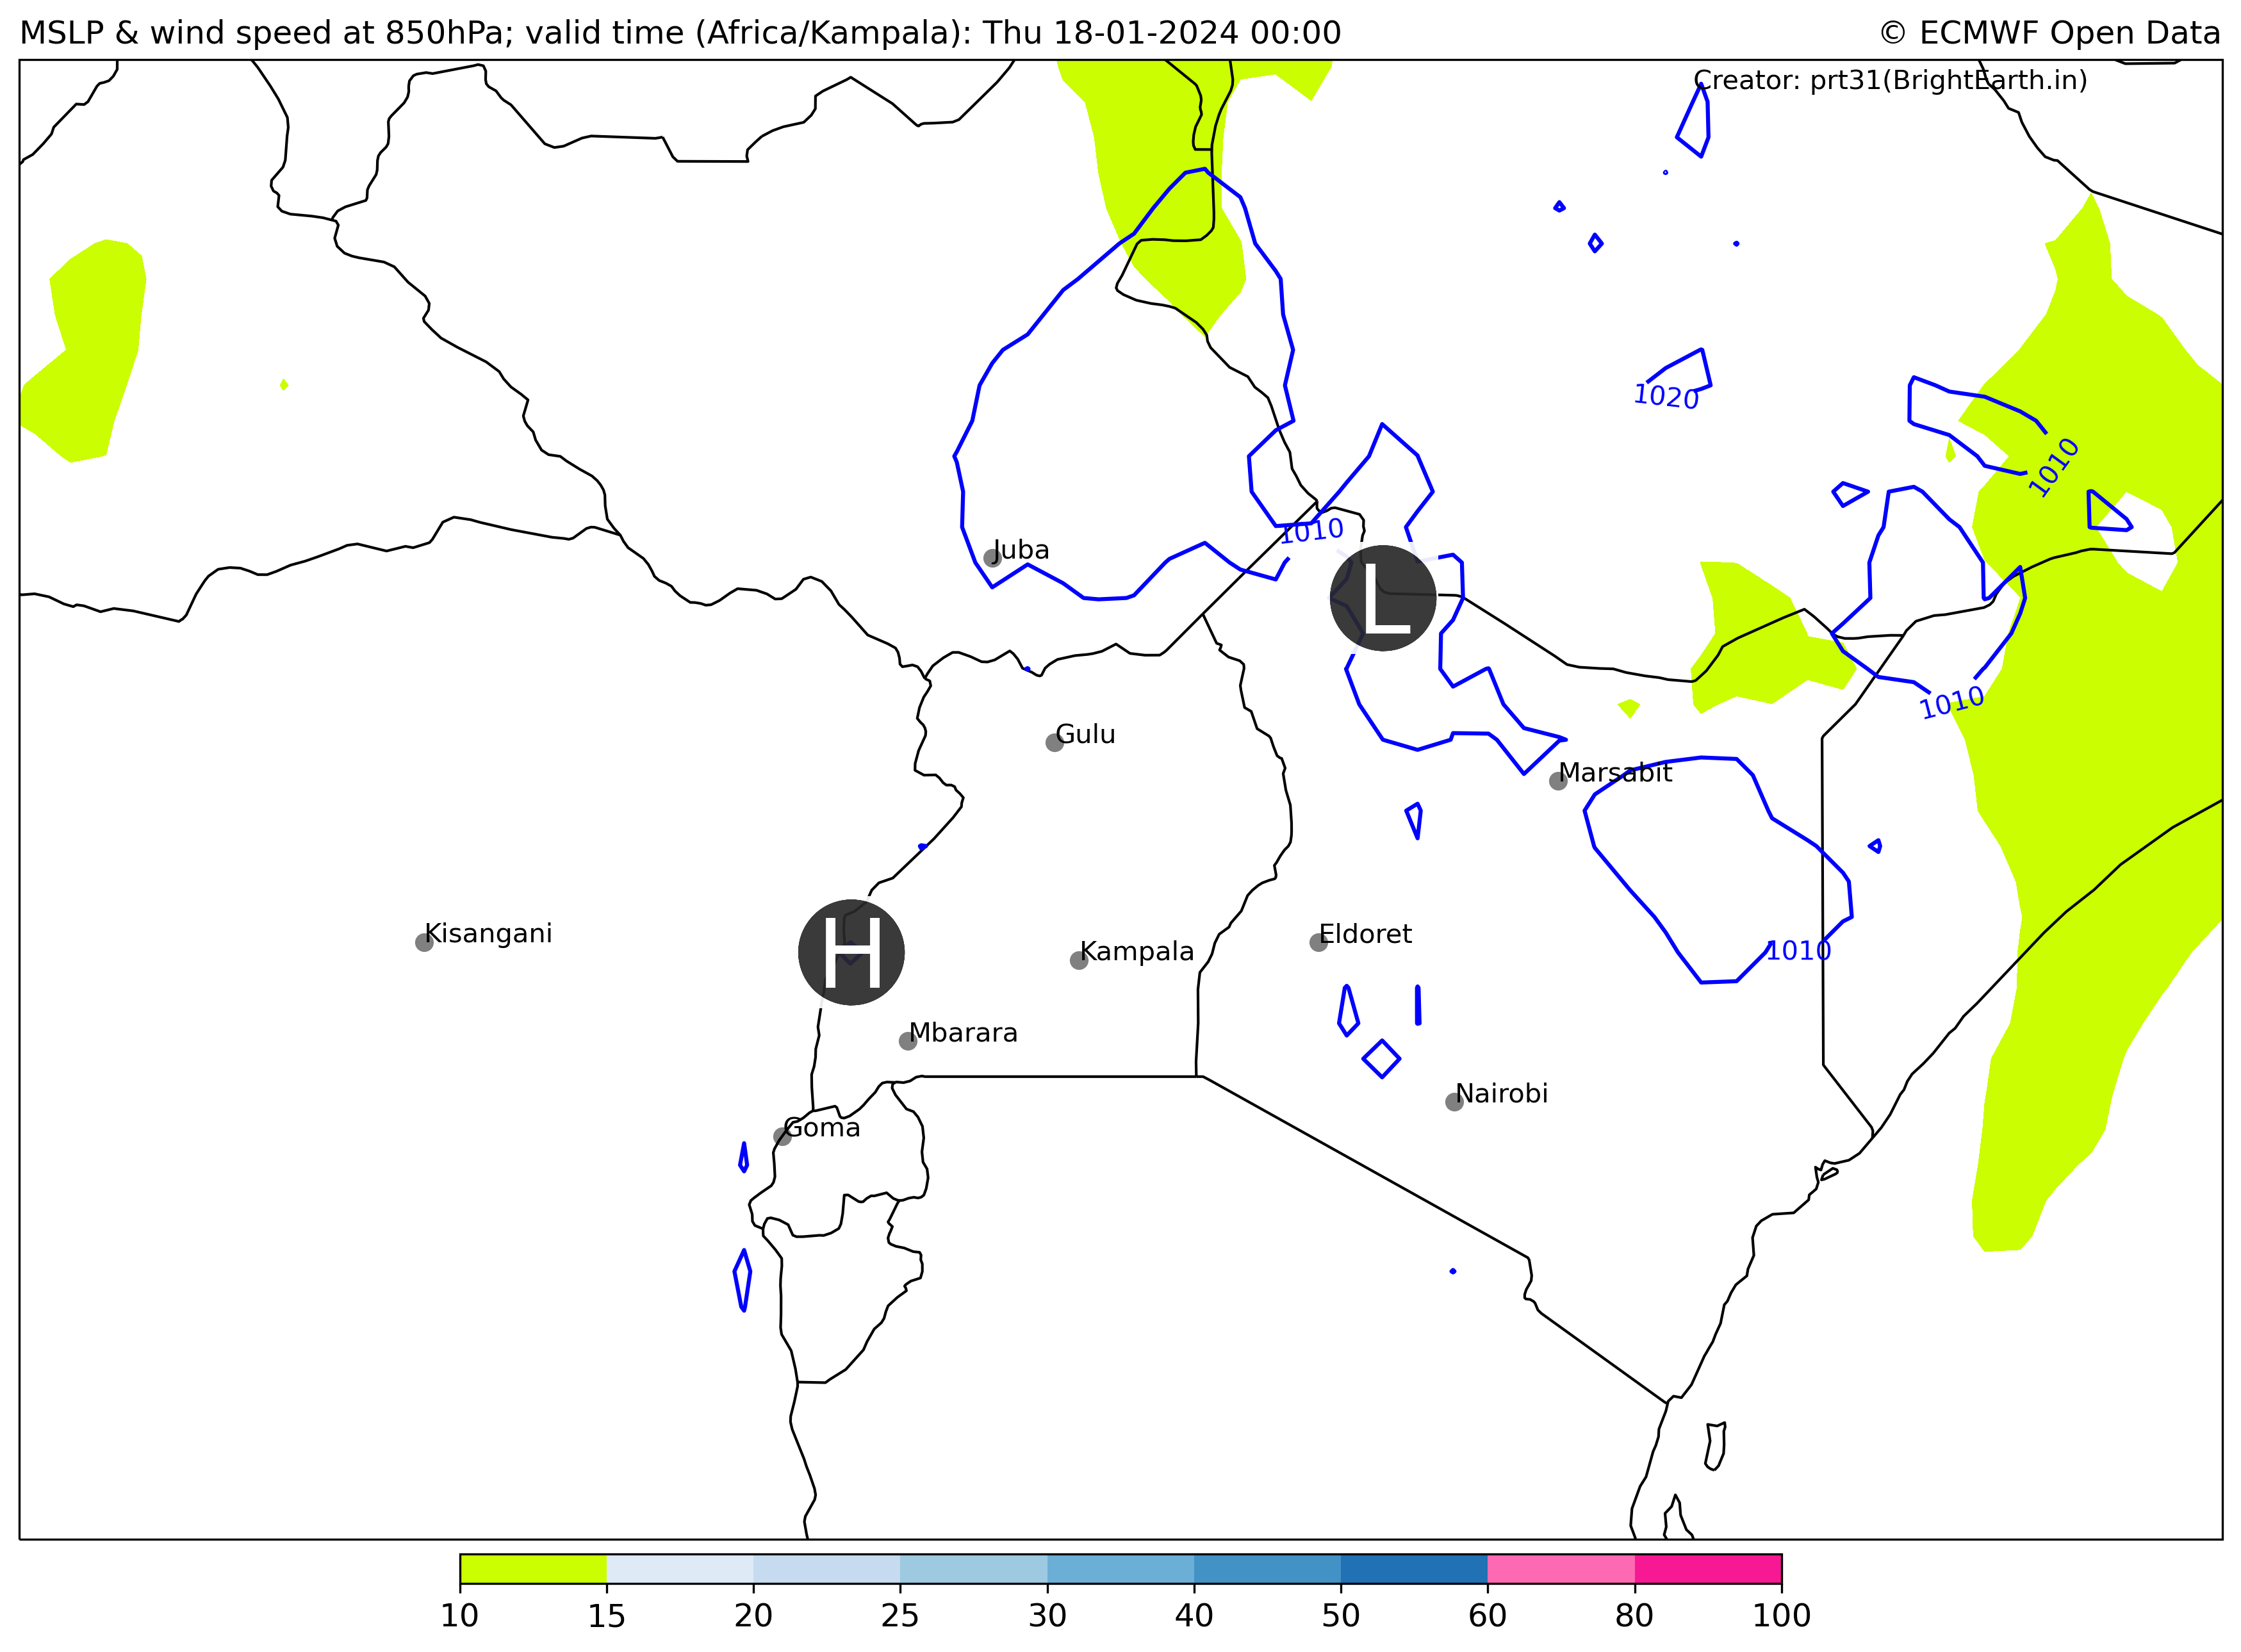 MSLP & wind speed at 850hPa; valid time (Africa/Kampala): Thu 18-01-2024 00:00
© ECMWF Open Data
Creator: prt31(BrightEarth.in)
1020
1010
1010
Juba
L
1010
Gulu
Marsabit
Kisangani
H
Kampala
Eldoret
1010
Mbarara
Nairobi
Goma
10 15 20 25 30 40 50 60 80 100